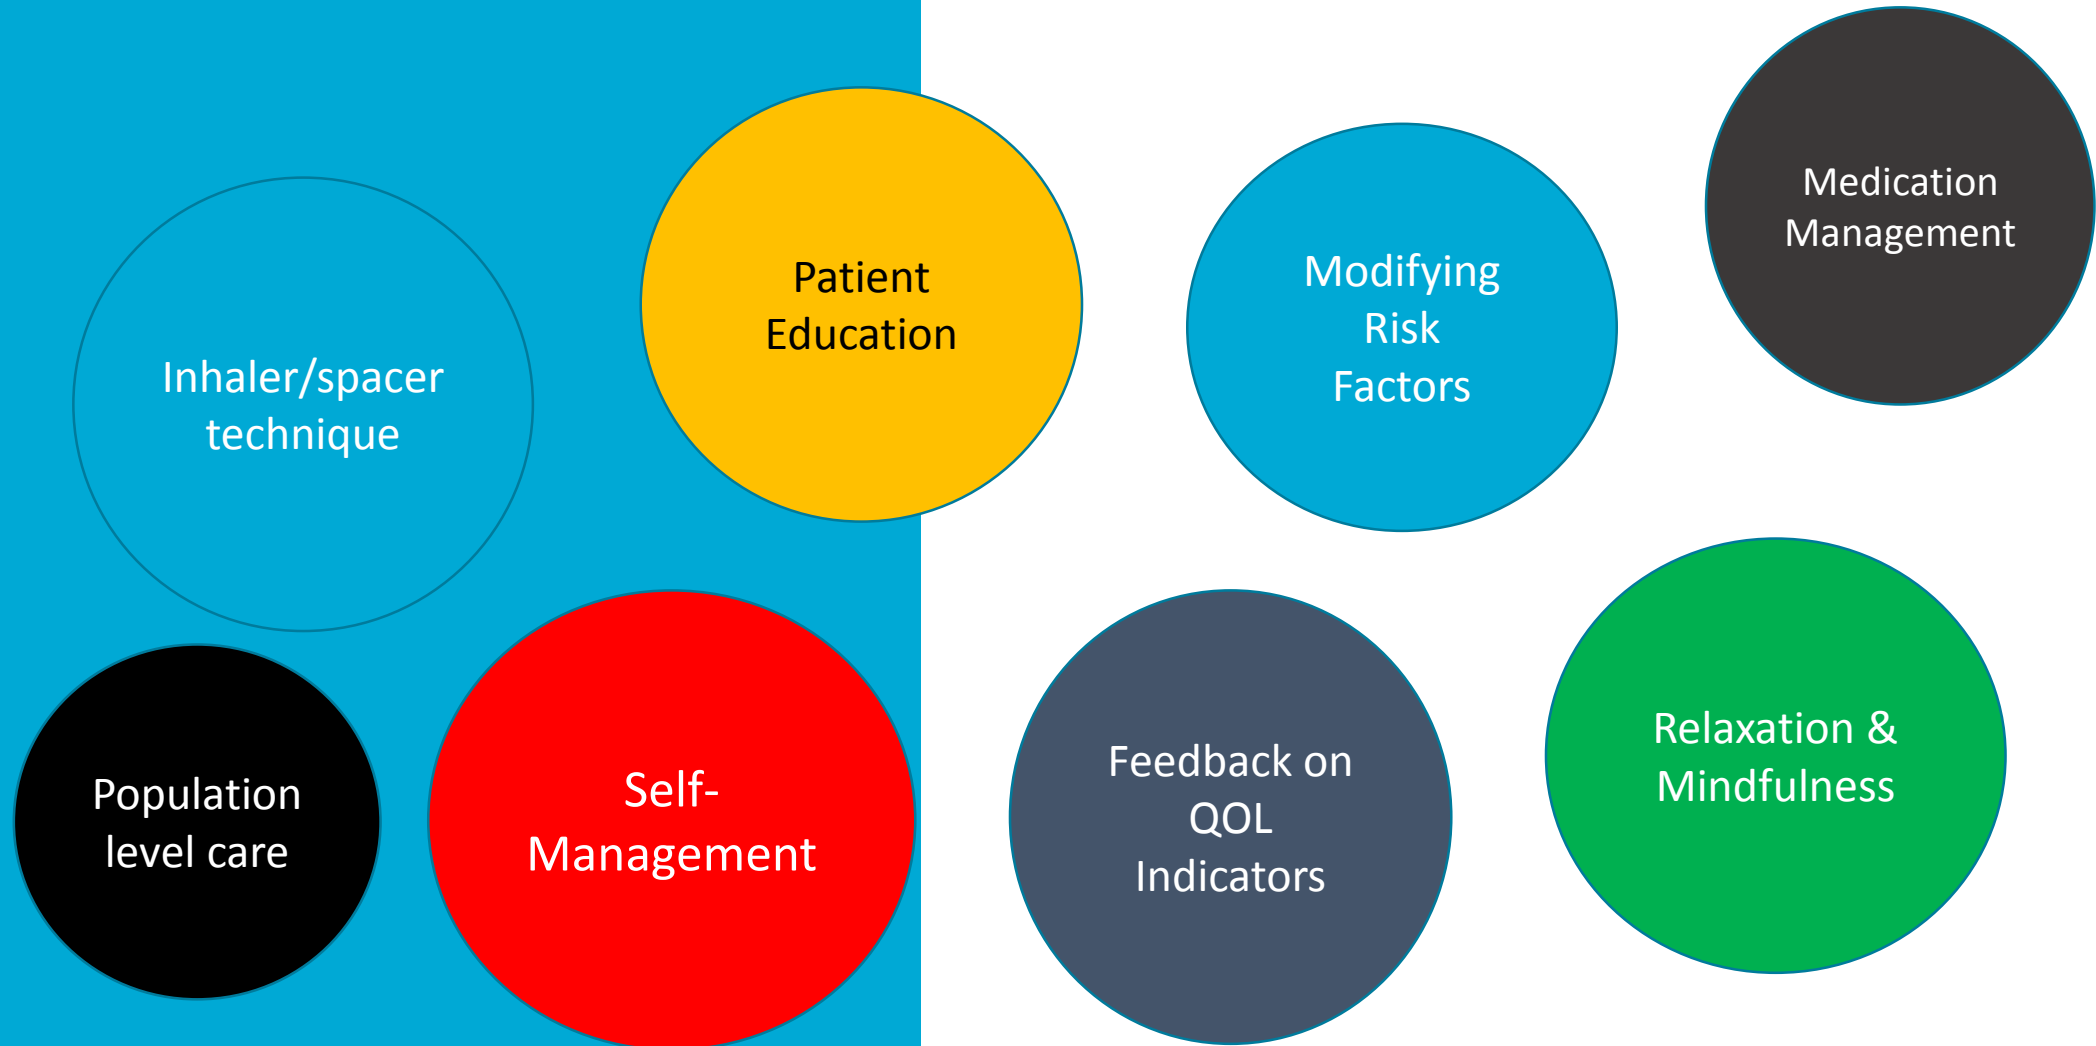 Inhaler/spacer
technique
Patient
Education
Modifying
Risk
Factors
Medication
Management
Population
level care
Self-
Management
Feedback on
QOL
Indicators
Relaxation &
Mindfulness